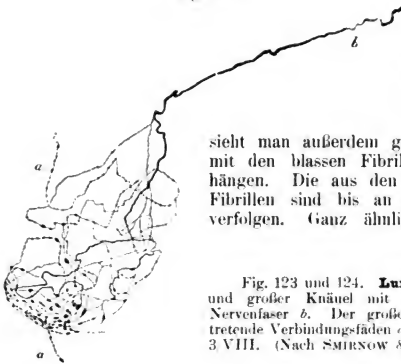 b
a
sieht man außerdem g
mit den blassen Fibril
hängen. Die aus den
Fibrillen sind bis an
verfolgen. Ganz ähnli
Fig. 123 und 124. Lu
und großer Knäuel mit
Nervenfaser b. Der große
tretende Verbindungsfäden
3 VIII. (Nach SMIRNOW &
a